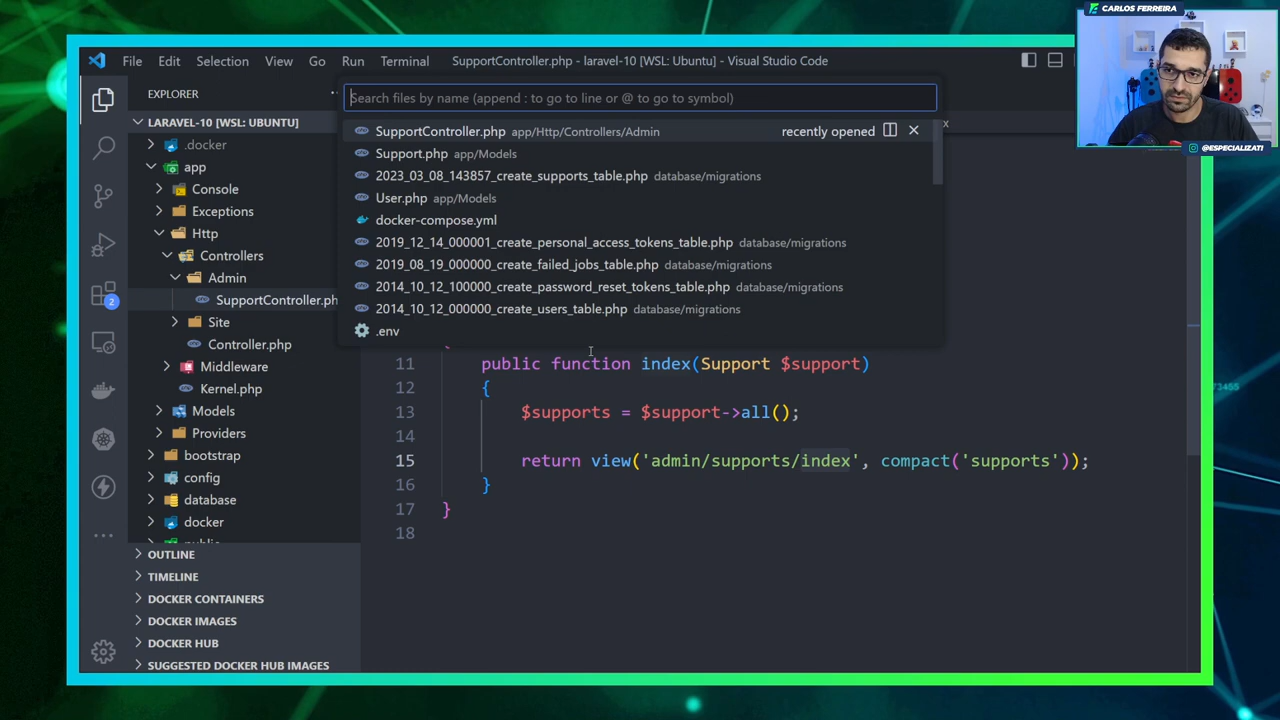 CARLOS FERREIRA
File Edit Selection View Go Run Terminal SupportController.php - laravel-10 [WSL: Ubuntu] - Visual Studio Code
EXPLORER
Search files by name (append : to go to line or @ to go to symbol)
LARAVEL-10 [WSL: UBUNTU]
.docker
app
Console
Exceptions
Http
Controllers
Admin
SupportController.ph
Site
Controller.php
Middleware
Kernel.php
Models
Providers
bootstrap
config
database
docker
OUTLINE
TIMELINE
DOCKER CONTAINERS
DOCKER IMAGES
DOCKER HUB
SUGGESTED DOCKER HUB IMAGES
2
SupportController.php app/Http/Controllers/Admin recently opened
Support.php app/Models
2023_03_08_143857_create_supports_table.php database/migrations
User.php app/Models
docker-compose.yml
2019_12_14_000001_create_personal_access_tokens_table.php database/migrations
2019_08_19_000000_create_failed_jobs_table.php database/migrations
2014_10_12_100000_create_password_reset_tokens_table.php database/migrations
2014_10_12_000000_create_users_table.php database/migrations
.env
11 public function index(Support $support)
12 {
13 $supports = $support->all();
14
15 return view('admin/supports/index', compact('supports'));
16 }
17 }
18
@ESPECIALIZATI